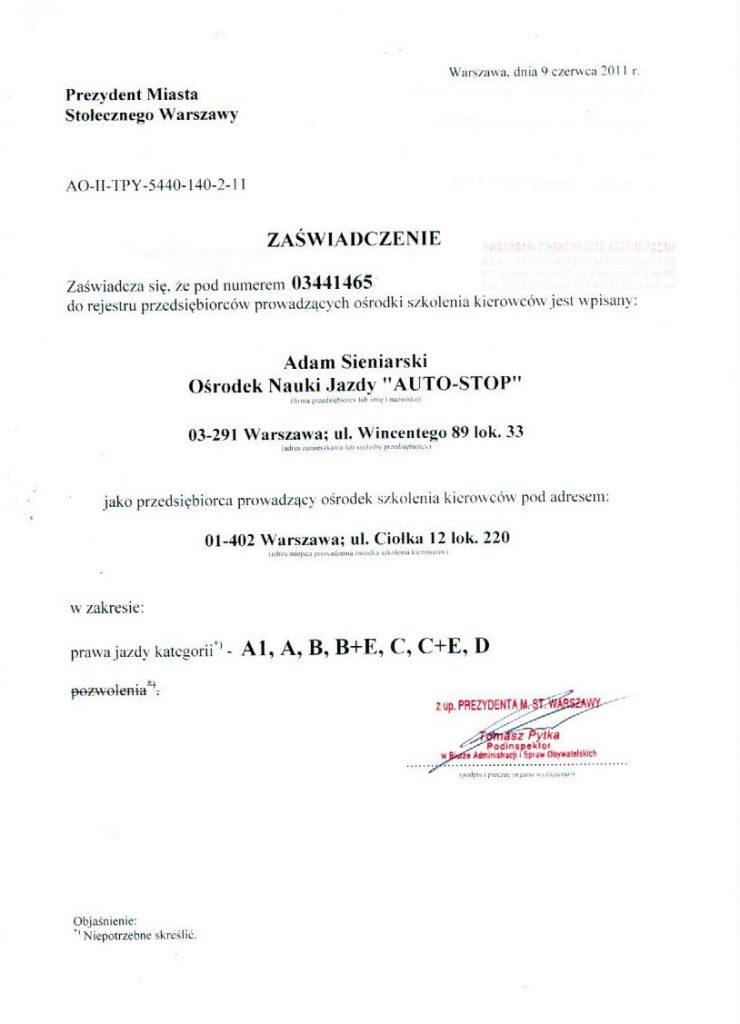 Warszawa, dnia 9 czerwca 2011 r.
Prezydent Miasta
Stołecznego Warszawy
AO-II-TPY-5440-140-2-11
ZAŚWIADCZENIE
Zaświadcza się, że pod numerem 03441465
do rejestru przedsiębiorców prowadzących ośrodki szkolenia kierowców jest wpisany:
Adam Sieniarski
Ośrodek Nauki Jazdy "AUTO-STOP"
(firma przedsiębiorcy lub imię i nazwisko)
03-291 Warszawa; ul. Wincentego 89 lok. 33
(adres zamieszkania lub siedziby przedsiębiorcy)
jako przedsiębiorca prowadzący ośrodek szkolenia kierowców pod adresem:
01-402 Warszawa; ul. Ciołka 12 lok. 220
(adres miejsca prowadzenia ośrodka szkolenia kierowców)
w zakresie:
prawa jazdy kategorii*) - A1, A, B, B+E, C, C+E, D
pozwolenia*).
z up. PREZYDENTA M. ST. WARSZAWY
Tomasz Pytka
Podinspektor
w Biurze Administracji i Spraw Obywatelskich
(podpis i pieczęć organu wydającego)
Objaśnienie:
*) Niepotrzebne skreślić.